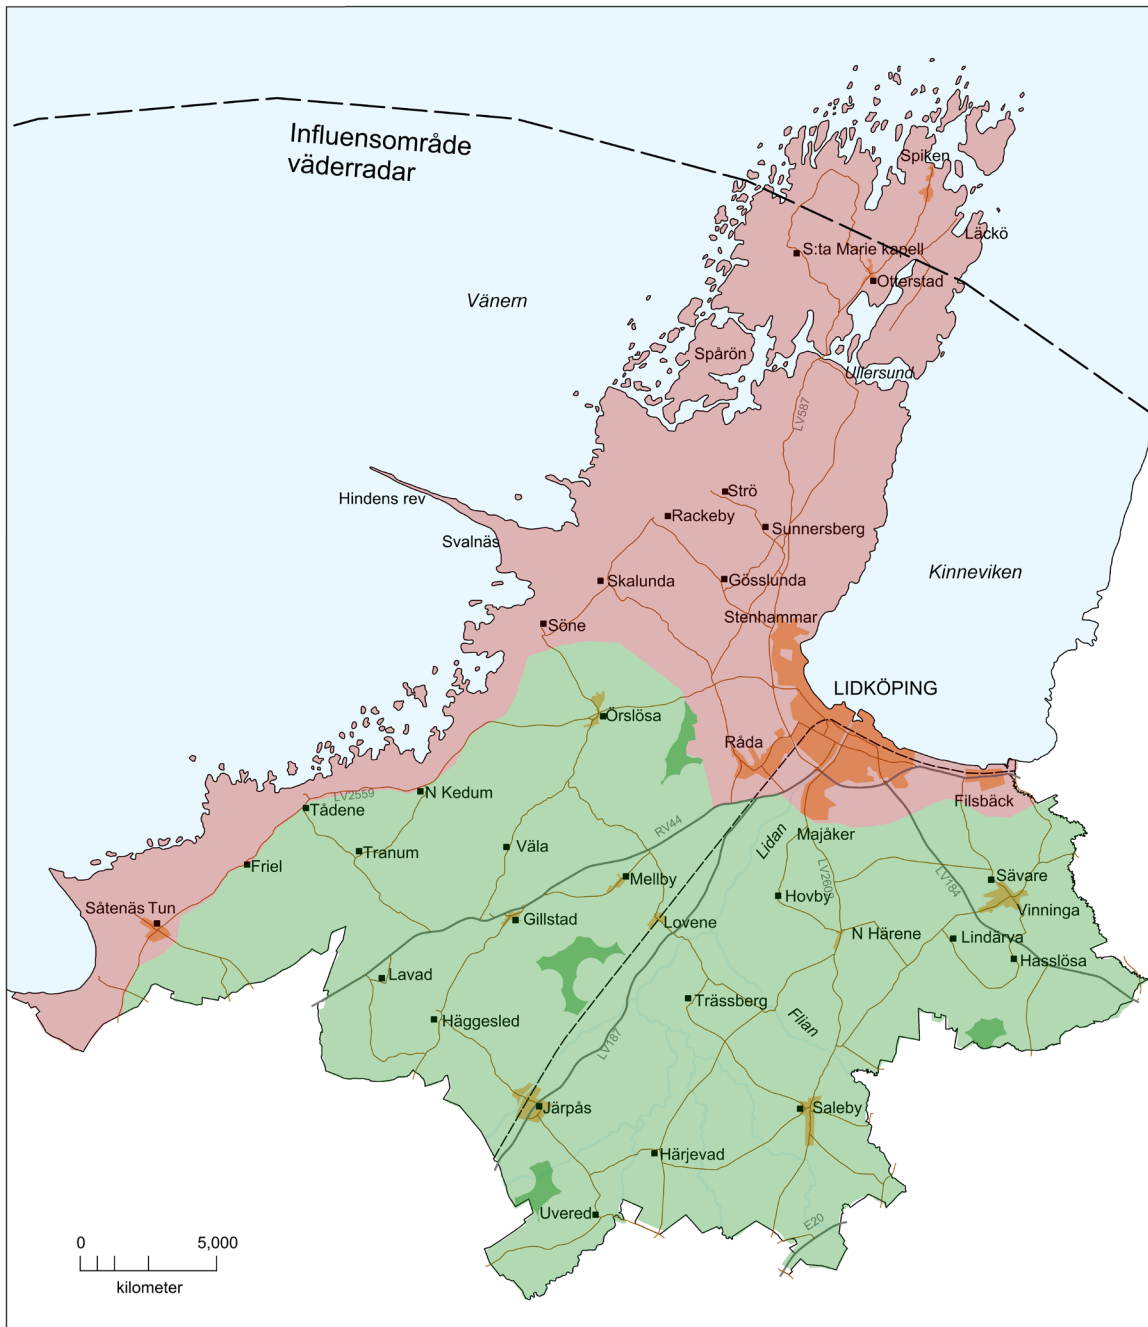 Influensområde
väderradar
Spiken
Läckö
S:ta Marie kapell
Otterstad
Vänern
Spårön
Ullersund
LV587
Hindens rev
Strö
Rackeby
Sunnersberg
Svalnäs
Kinneviken
Skalunda
Gösslunda
Söne
Stenhammar
LIDKÖPING
Örslösa
Råda
N Kedum
LV2559
Tådene
Filsbäck
RV44
Majåker
Lidan
Väla
Tranum
Friel
Mellby
LV2608
LV184
Sävare
Hovby
Vinninga
Såtenäs Tun
Gillstad
Lovene
N Härene
Lindärva
Hasslösa
Lavad
Trässberg
Häggesled
Flian
LV187
Järpås
Saleby
Härjevad
Uvered
E20
0
5,000
kilometer